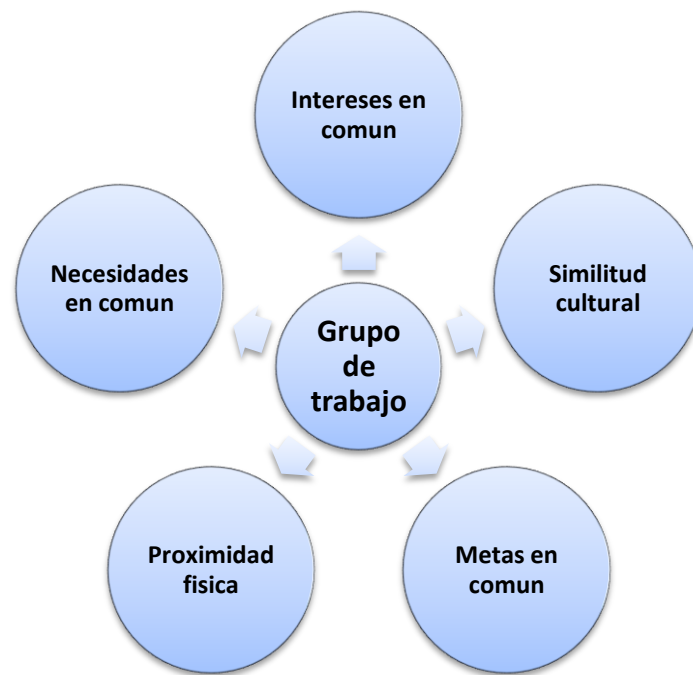 Intereses en
comun
Similitud
cultural
Metas en
comun
Proximidad
fisica
Necesidades
en comun
Grupo
de
trabajo